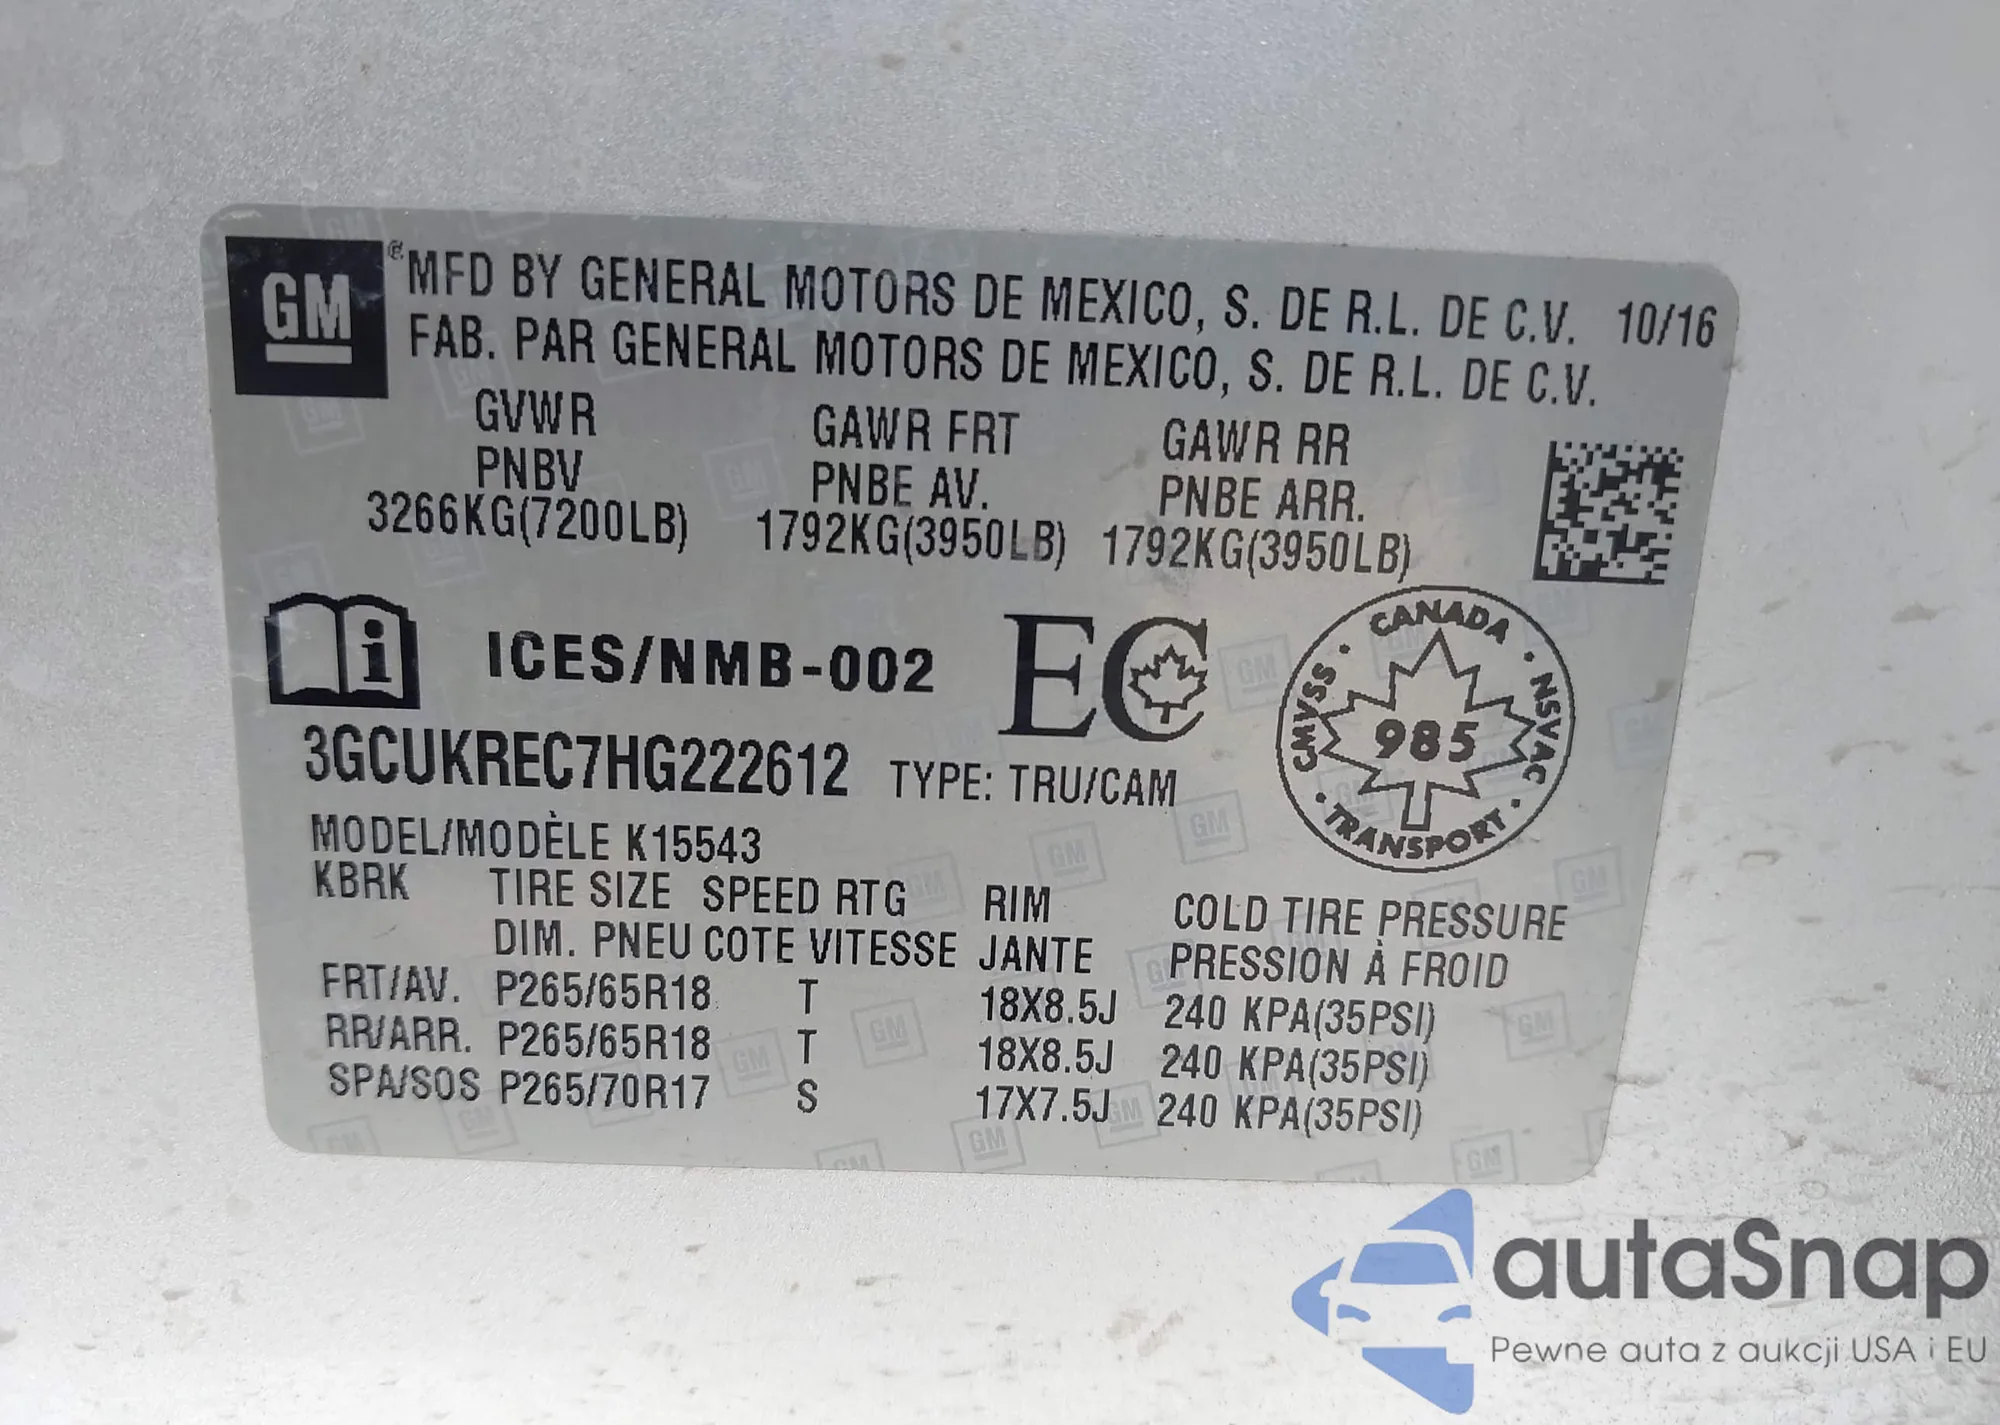 GM
MFD BY GENERAL MOTORS DE MEXICO, S. DE R.L. DE C.V. 10/16
FAB. PAR GENERAL MOTORS DE MEXICO, S. DE R.L. DE C.V.
GVWR GAWR FRT GAWR RR
PNBV PNBE AV. PNBE ARR.
3266KG(7200LB) 1792KG(3950LB) 1792KG(3950LB)
i ICES/NMB-002 EC
CANADA · NSVAC · TRANSPORT · CMVSS ·
985
3GCUKREC7HG222612 TYPE: TRU/CAM
MODEL/MODÈLE K15543
KBRK TIRE SIZE SPEED RTG RIM COLD TIRE PRESSURE
DIM. PNEU COTE VITESSE JANTE PRESSION À FROID
FRT/AV. P265/65R18 T 18X8.5J 240 KPA(35PSI)
RR/ARR. P265/65R18 T 18X8.5J 240 KPA(35PSI)
SPA/SOS P265/70R17 S 17X7.5J 240 KPA(35PSI)
autaSnap
Pewne auta z aukcji USA i EU